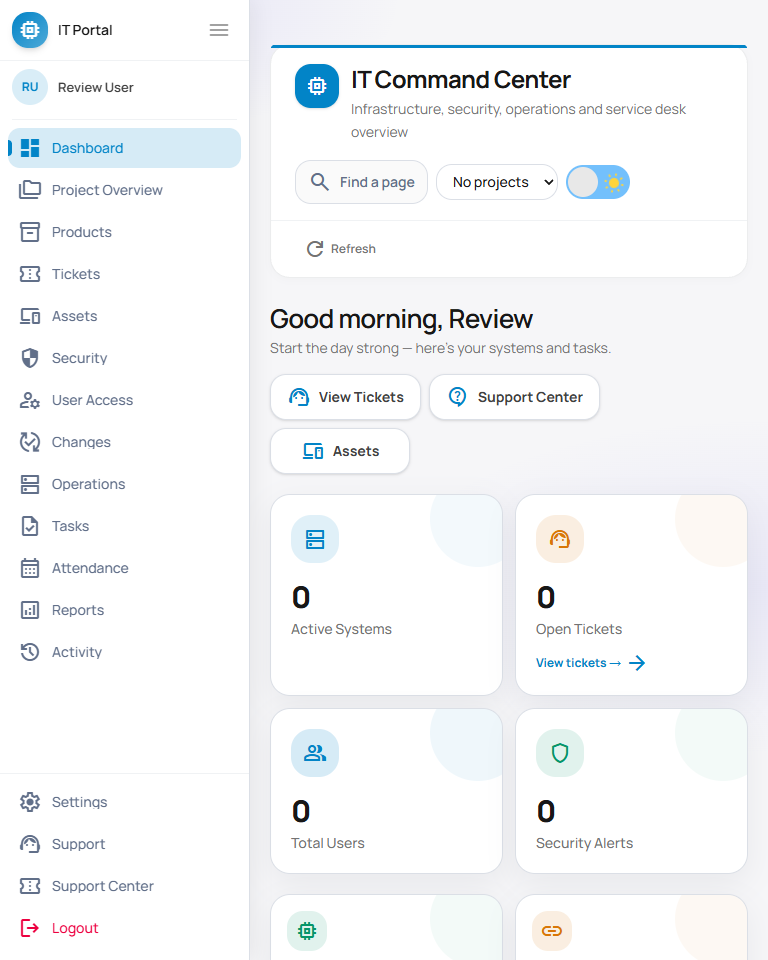 IT Portal
RU
Review User
Dashboard
Project Overview
Products
Tickets
Assets
Security
User Access
Changes
Operations
Tasks
Attendance
Reports
Activity
Settings
Support
Support Center
Logout
IT Command Center
Infrastructure, security, operations and service desk
overview
Find a page
No projects
Refresh
Good morning, Review
Start the day strong — here's your systems and tasks.
View Tickets
Support Center
Assets
0
Active Systems
0
Open Tickets
View tickets →
0
Total Users
0
Security Alerts